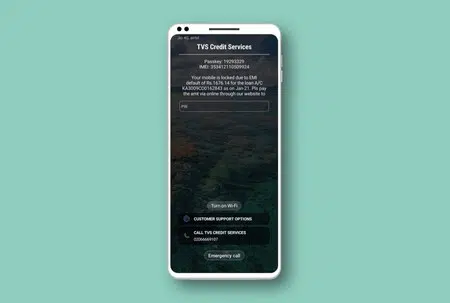 TVS Credit Services
Passkey: 19293329
IMEI: 353412110509934
Your mobile is locked due to EMI
default of Rs.1676.14 for the loan A/C
KA3009CD0162843 as on Jan 21. Pls pay
the amt via online through our website to
Turn on Wi-Fi
CUSTOMER SUPPORT OPTIONS
CALL TVS CREDIT SERVICES
02066669107
Emergency call